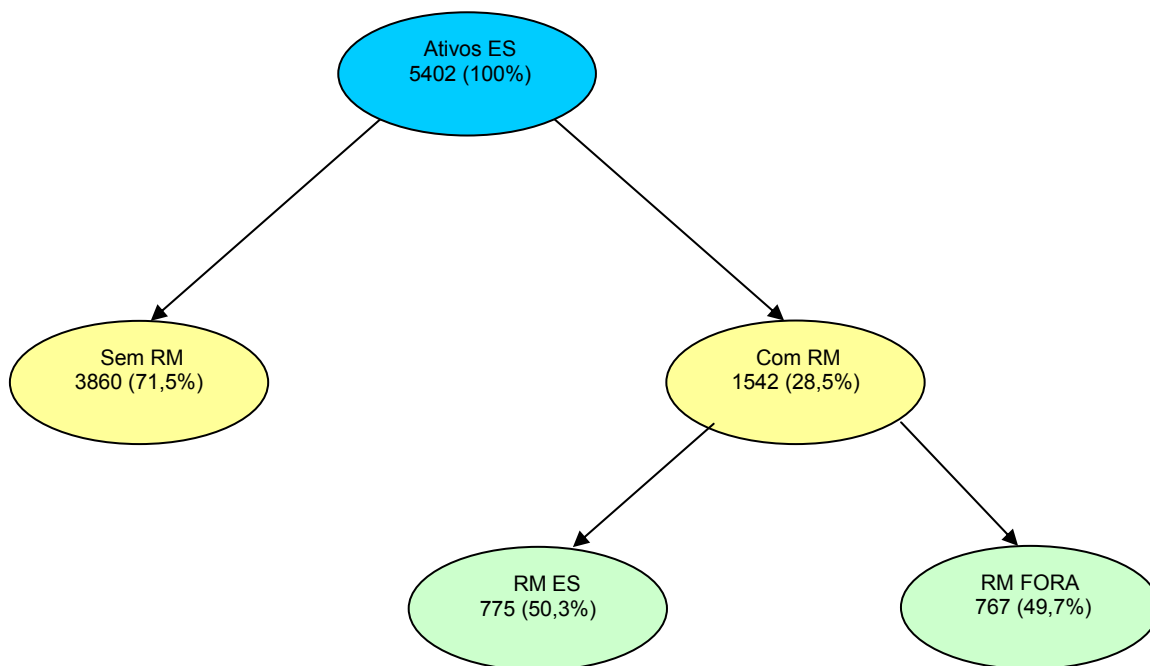 Ativos ES
5402 (100%)
Sem RM
3860 (71,5%)
Com RM
1542 (28,5%)
RM ES
775 (50,3%)
RM FORA
767 (49,7%)